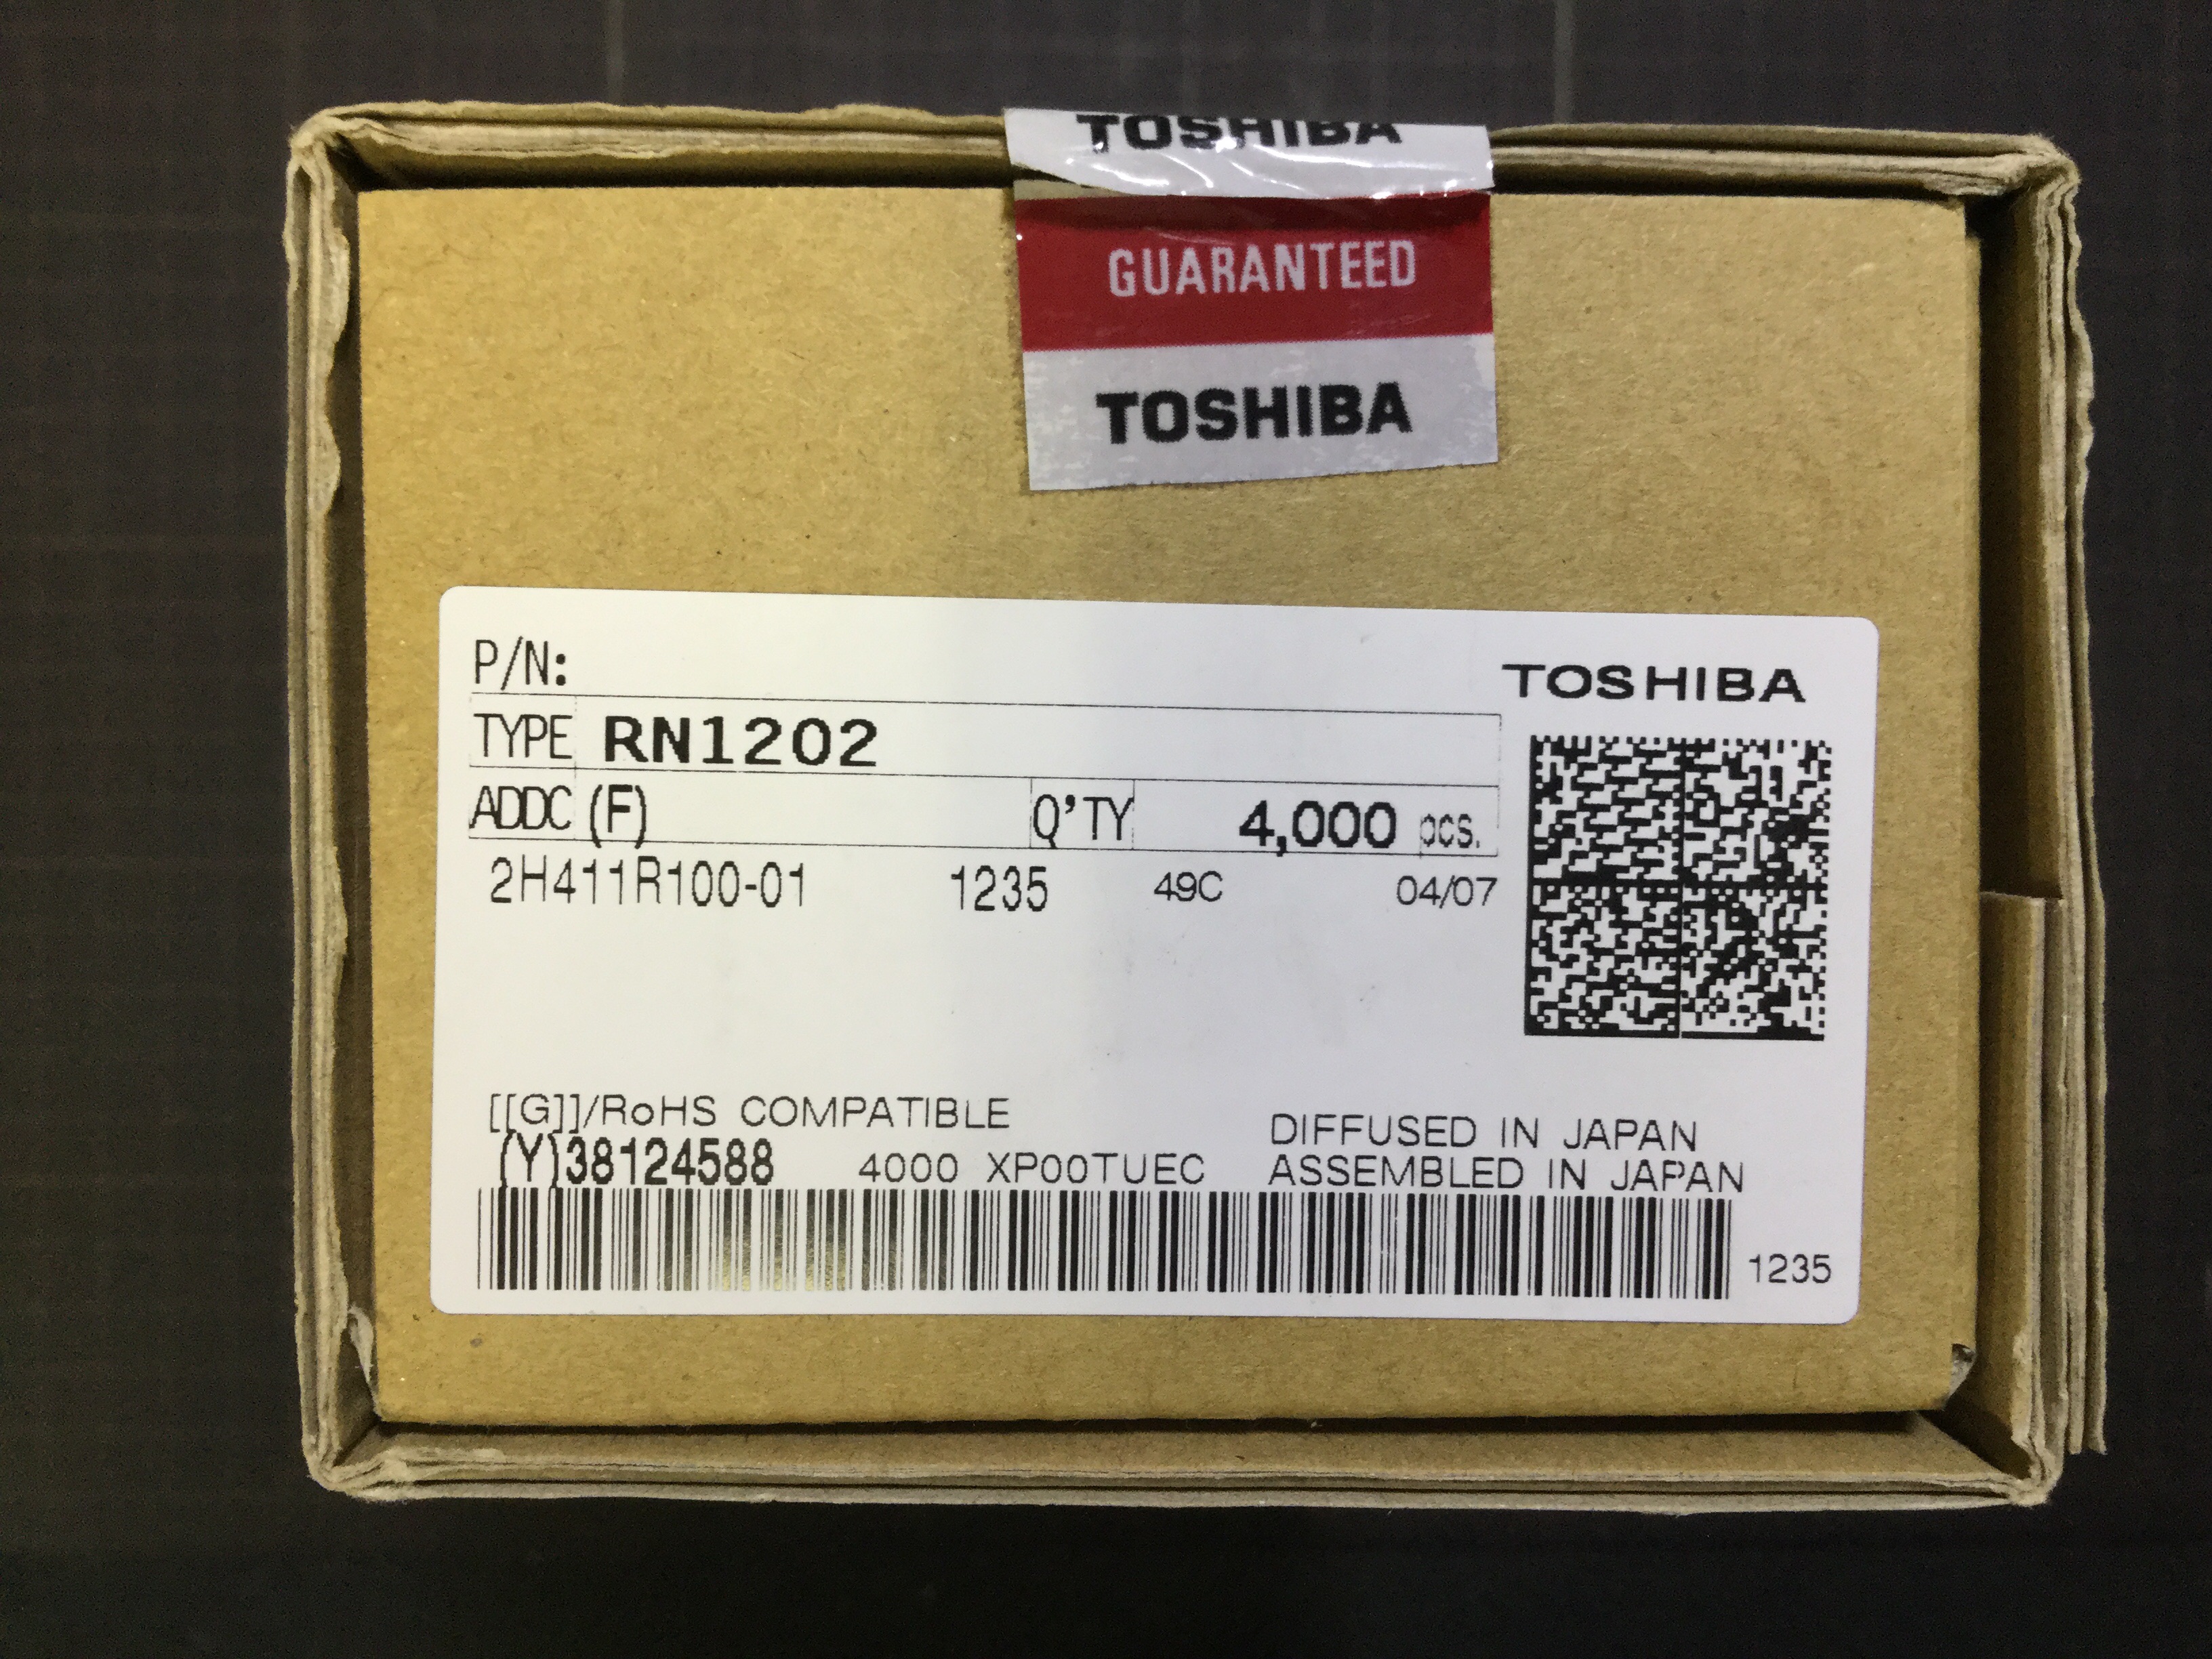 TOSHIBA
GUARANTEED
TOSHIBA
P/N:
TOSHIBA
TYPE RN1202
ADDC (F) Q'TY 4,000 pcs.
2H411R100-01 1235 49C 04/07
[[G]]/RoHS COMPATIBLE
DIFFUSED IN JAPAN
(Y)38124588 4000 XP00TUEC ASSEMBLED IN JAPAN
1235